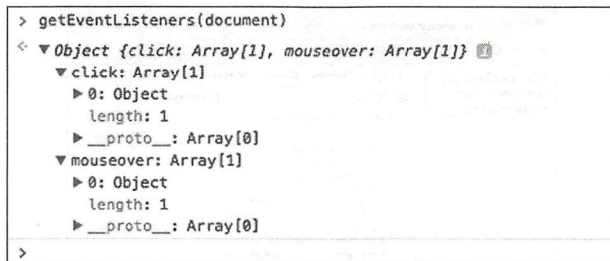 > getEventListeners(document)
<· ▼Object {click: Array[1], mouseover: Array[1]} i
▼click: Array[1]
▶0: Object
length: 1
▶__proto__: Array[0]
▼mouseover: Array[1]
▶0: Object
length: 1
▶__proto__: Array[0]
>